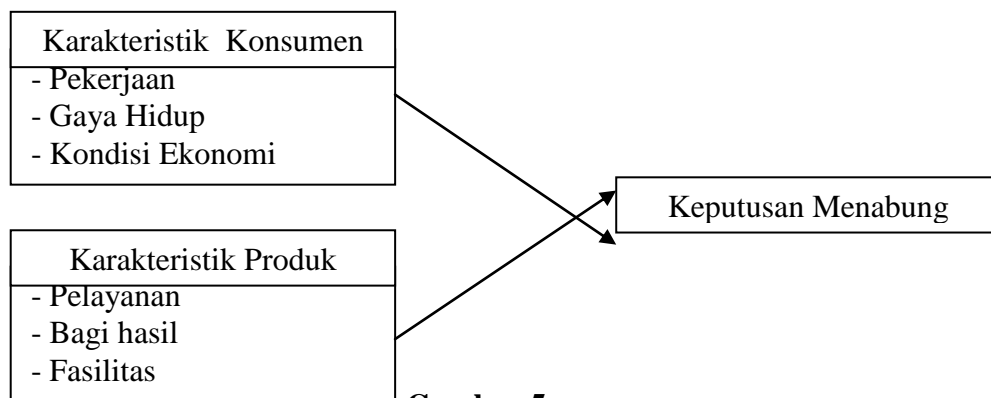 Karakteristik Konsumen
- Pekerjaan
- Gaya Hidup
- Kondisi Ekonomi
Keputusan Menabung
Karakteristik Produk
- Pelayanan
- Bagi hasil
- Fasilitas